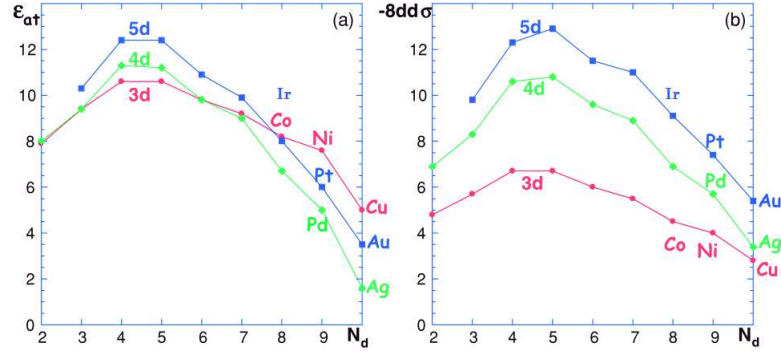 ε_at (a)
12
10
8
6
4
2
0
2 3 4 5 6 7 8 9 N_d
5d
4d
3d
Ir
Co
Ni
Pt
Pd
Cu
Au
Ag
-8ddσ (b)
12
10
8
6
4
2
0
2 3 4 5 6 7 8 9 N_d
5d
4d
3d
Ir
Pt
Pd
Au
Co
Ni
Ag
Cu